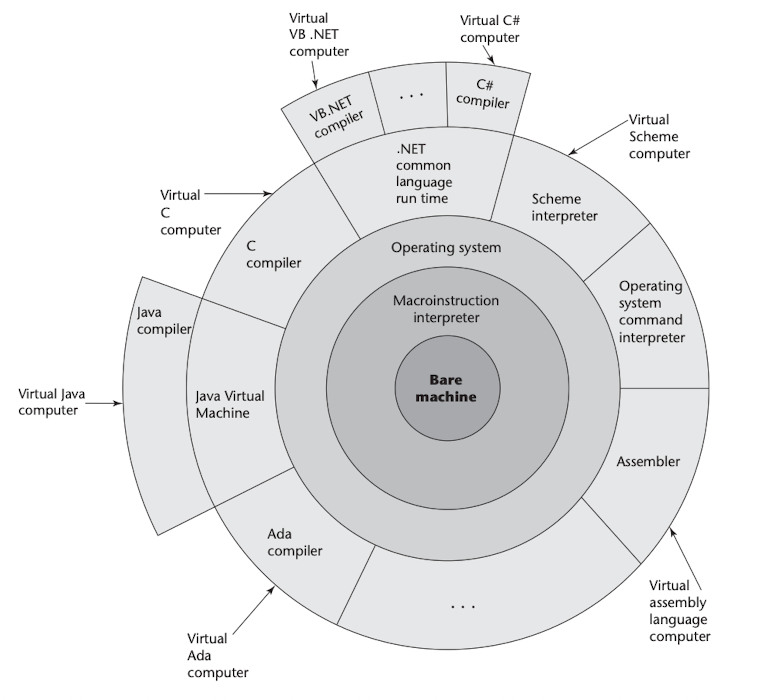 Virtual
VB .NET
computer
Virtual C#
computer
VB.NET
compiler
. . .
C#
compiler
Virtual
Scheme
computer
.NET
common
language
run time
Scheme
interpreter
Virtual
C
computer
C
compiler
Operating system
Operating
system
command
interpreter
Macroinstruction
interpreter
Java
compiler
Bare
machine
Virtual Java
computer
Java Virtual
Machine
Assembler
Ada
compiler
. . .
Virtual
assembly
language
computer
Virtual
Ada
computer